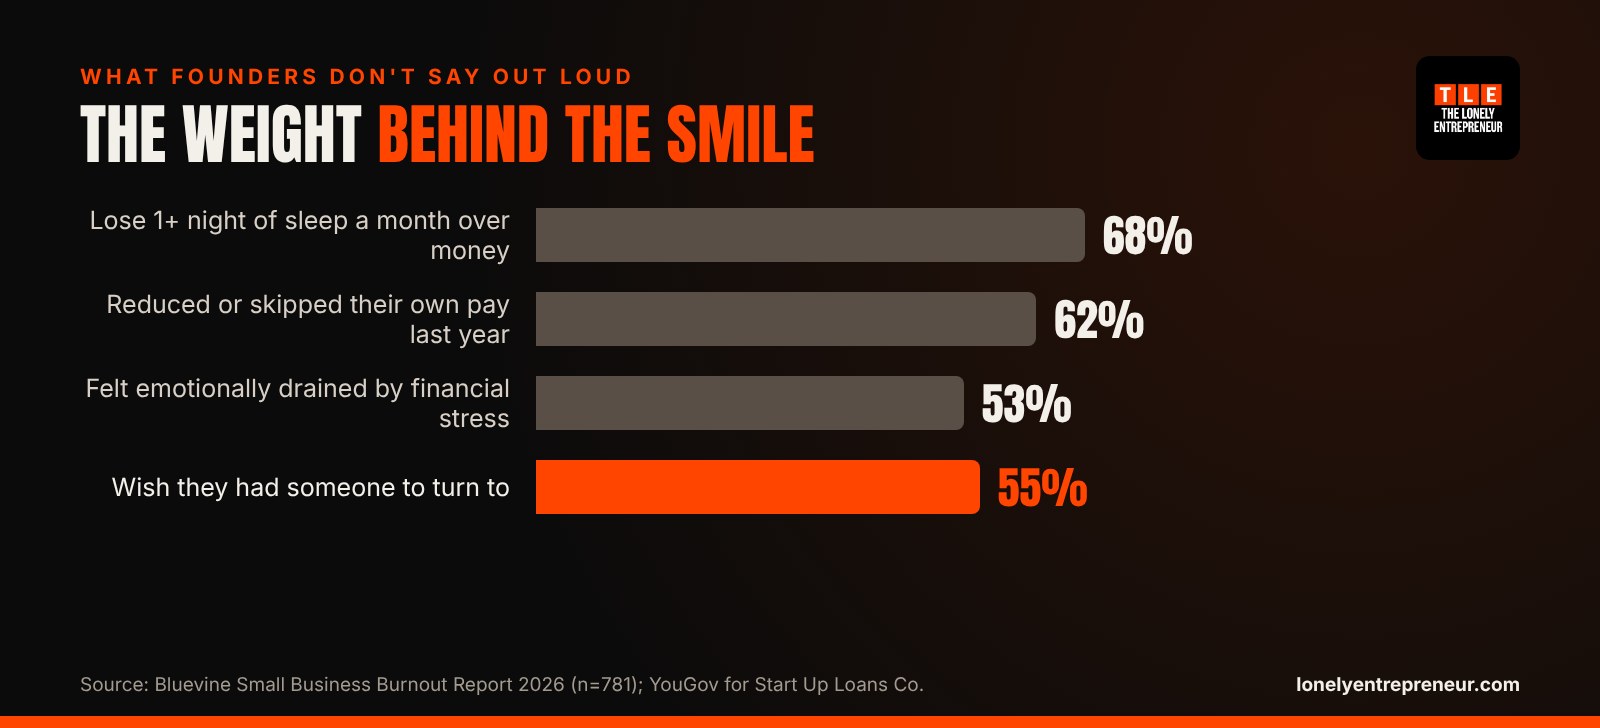 WHAT FOUNDERS DON'T SAY OUT LOUD
THE WEIGHT BEHIND THE SMILE
TLE
THE LONELY
ENTREPRENEUR
Lose 1+ night of sleep a month over
money
68%
Reduced or skipped their own pay
last year
62%
Felt emotionally drained by financial
stress
53%
Wish they had someone to turn to
55%
Source: Bluevine Small Business Burnout Report 2026 (n=781); YouGov for Start Up Loans Co.
lonelyentrepreneur.com